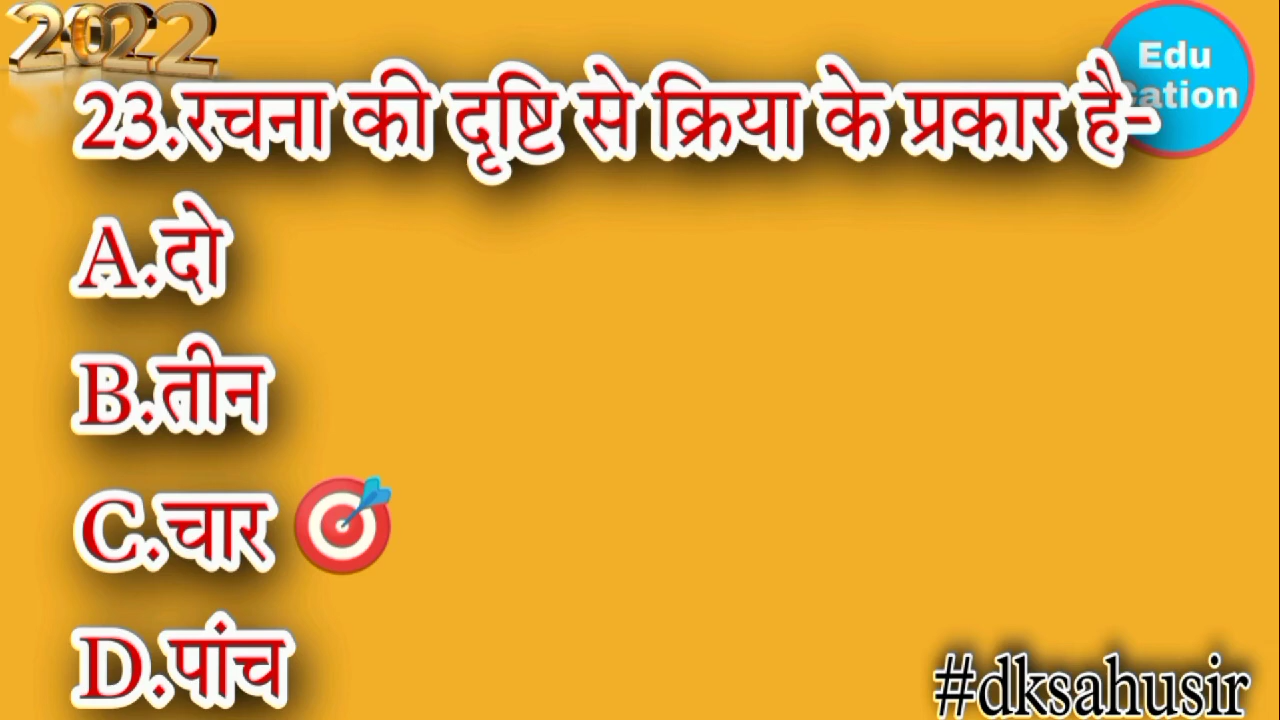 2022
Edu
cation
23.रचना की दृष्टि से क्रिया के प्रकार है-
A.दो
B.तीन
C.चार
D.पांच
#dksahusir